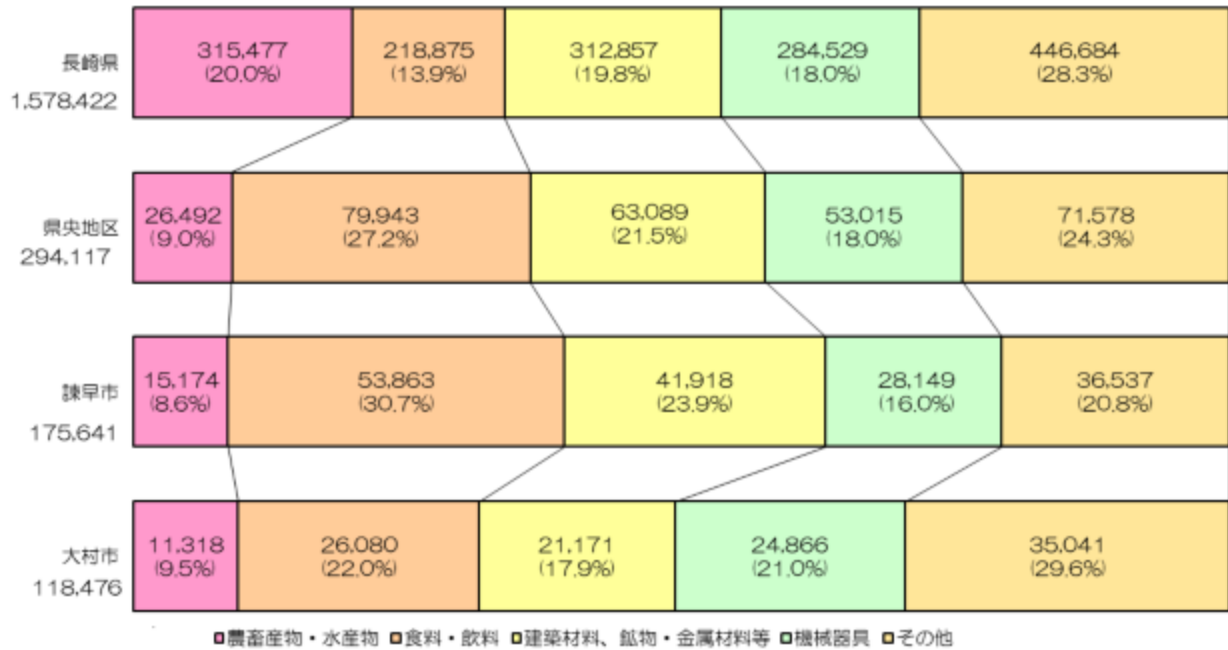 315,477 218,875 312,857 284,529 446,684
長崎県 (20.0%) (13.9%) (19.8%) (18.0%) (28.3%)
1,578,422
26,492 79,943 63,089 53,015 71,578
県央地区 (9.0%) (27.2%) (21.5%) (18.0%) (24.3%)
294,117
15,174 53,863 41,918 28,149 36,537
諫早市 (8.6%) (30.7%) (23.9%) (16.0%) (20.8%)
175,641
11,318 26,080 21,171 24,866 35,041
大村市 (9.5%) (22.0%) (17.9%) (21.0%) (29.6%)
118,476
農畜産物・水産物 食料・飲料 建築材料、鉱物・金属材料等 機械器具 その他